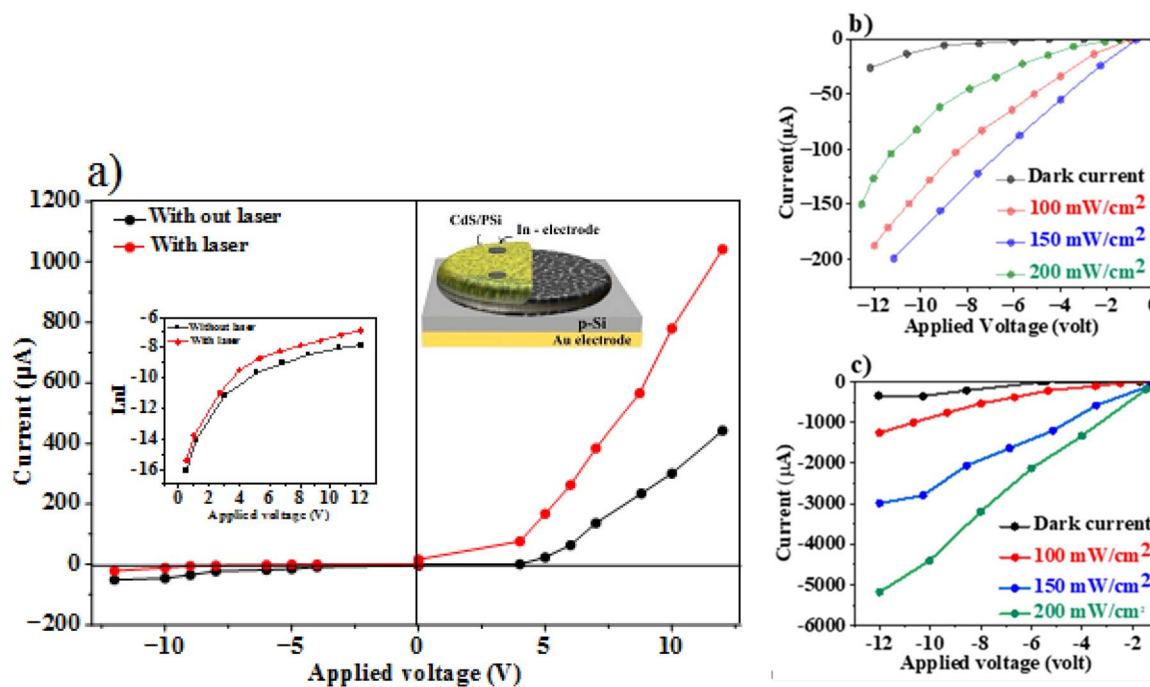 a)
Current (µA)
1200
1000
800
600
400
200
0
−200
−10
−5
0
5
10
Applied voltage (V)
With out laser
With laser
LnI
-6
-8
-10
-12
-14
-16
0 2 4 6 8 10 12
Applied voltage (V)
Without laser
With laser
CdS/PSi
In - electrode
p-Si
Au electrode
b)
Current(µA)
0
−50
−100
−150
−200
−12 −10 −8 −6 −4 −2 0
Applied Voltage (volt)
Dark current
100 mW/cm²
150 mW/cm²
200 mW/cm²
c)
Current (µA)
0
-1000
-2000
-3000
-4000
-5000
-6000
-12 -10 -8 -6 -4 -2
Applied voltage (volt)
Dark current
100 mW/cm²
150 mW/cm²
200 mW/cm²